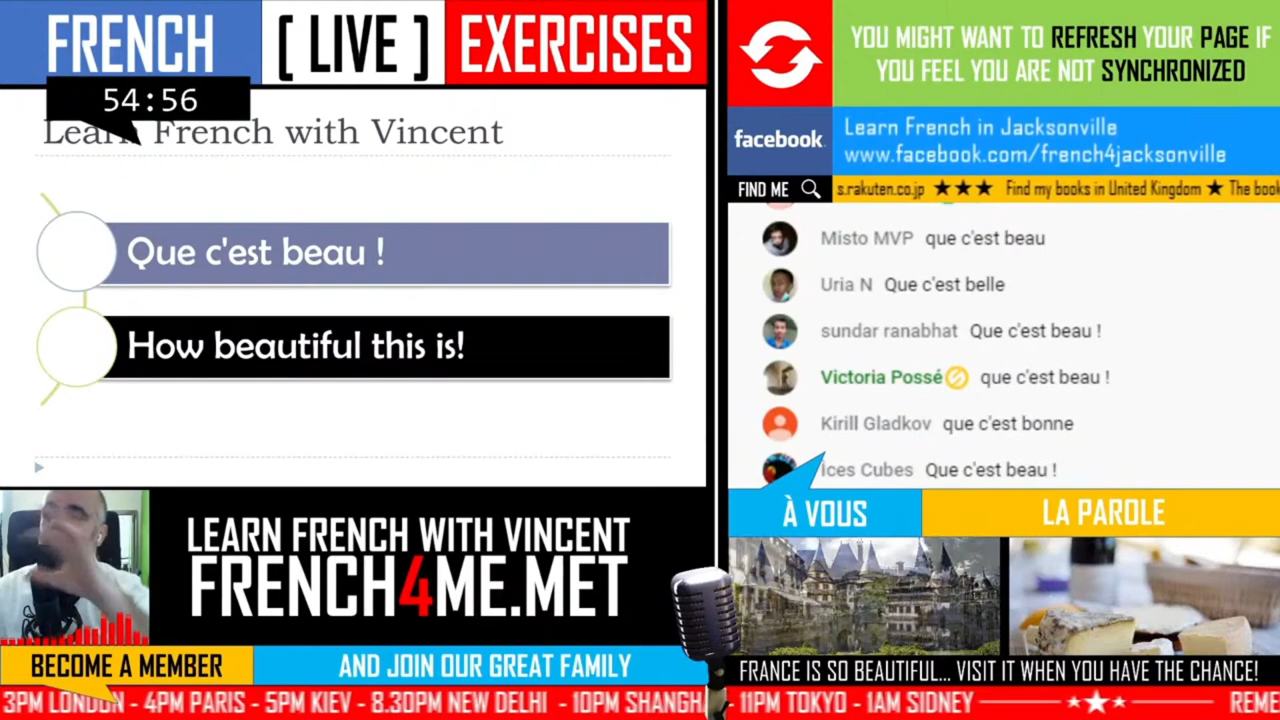 FRENCH [ LIVE ] EXERCISES
54:56
Learn French with Vincent
Que c'est beau !
How beautiful this is!
LEARN FRENCH WITH VINCENT
FRENCH4ME.MET
BECOME A MEMBER
AND JOIN OUR GREAT FAMILY
YOU MIGHT WANT TO REFRESH YOUR PAGE IF
YOU FEEL YOU ARE NOT SYNCHRONIZED
facebook.
Learn French in Jacksonville
www.facebook.com/french4jacksonville
FIND ME
s.rakuten.co.jp ★★★ Find my books in United Kingdom ★ The book
Misto MVP que c'est beau
Uria N Que c'est belle
sundar ranabhat Que c'est beau !
Victoria Possé que c'est beau !
Kirill Gladkov que c'est bonne
Ices Cubes Que c'est beau !
À VOUS LA PAROLE
FRANCE IS SO BEAUTIFUL... VISIT IT WHEN YOU HAVE THE CHANCE!
3PM LONDON - 4PM PARIS - 5PM KIEV - 8.30PM NEW DELHI - 10PM SHANGHA - 11PM TOKYO - 1AM SIDNEY ★ REME